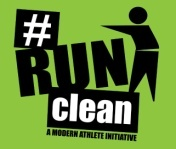 #
RUN
clean
A MODERN ATHLETE INITIATIVE